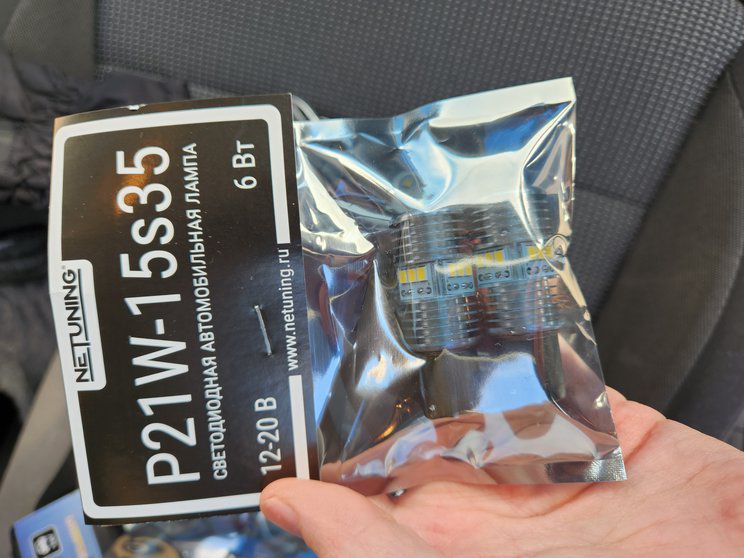 NETUNING®
P21W-15s35
СВЕТОДИОДНАЯ АВТОМОБИЛЬНАЯ ЛАМПА
12-20 В
6 Вт
www.netuning.ru